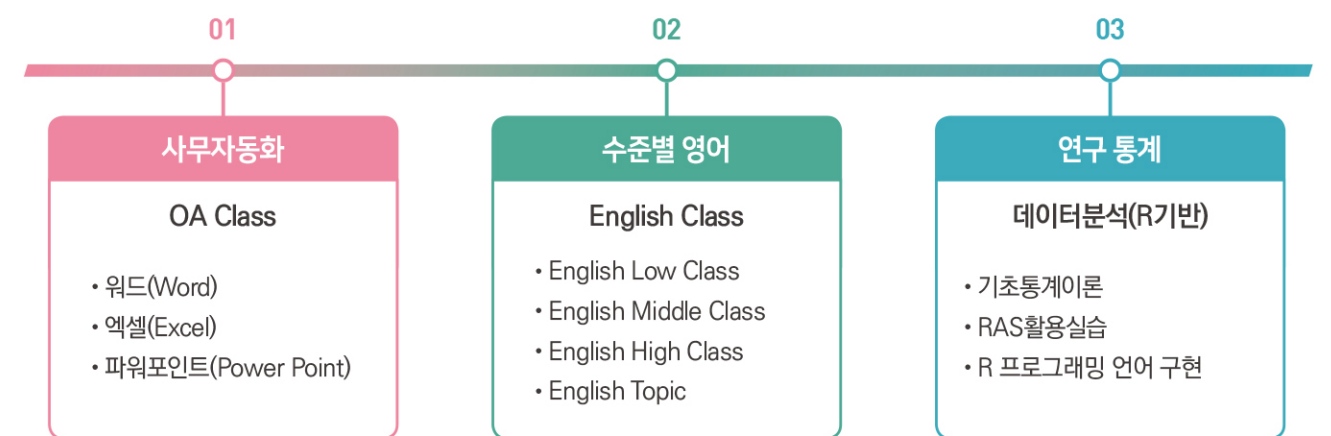 01
사무자동화
OA Class
• 워드(Word)
• 엑셀(Excel)
• 파워포인트(Power Point)
02
수준별 영어
English Class
• English Low Class
• English Middle Class
• English High Class
• English Topic
03
연구 통계
데이터분석(R기반)
• 기초통계이론
• RAS활용실습
• R 프로그래밍 언어 구현